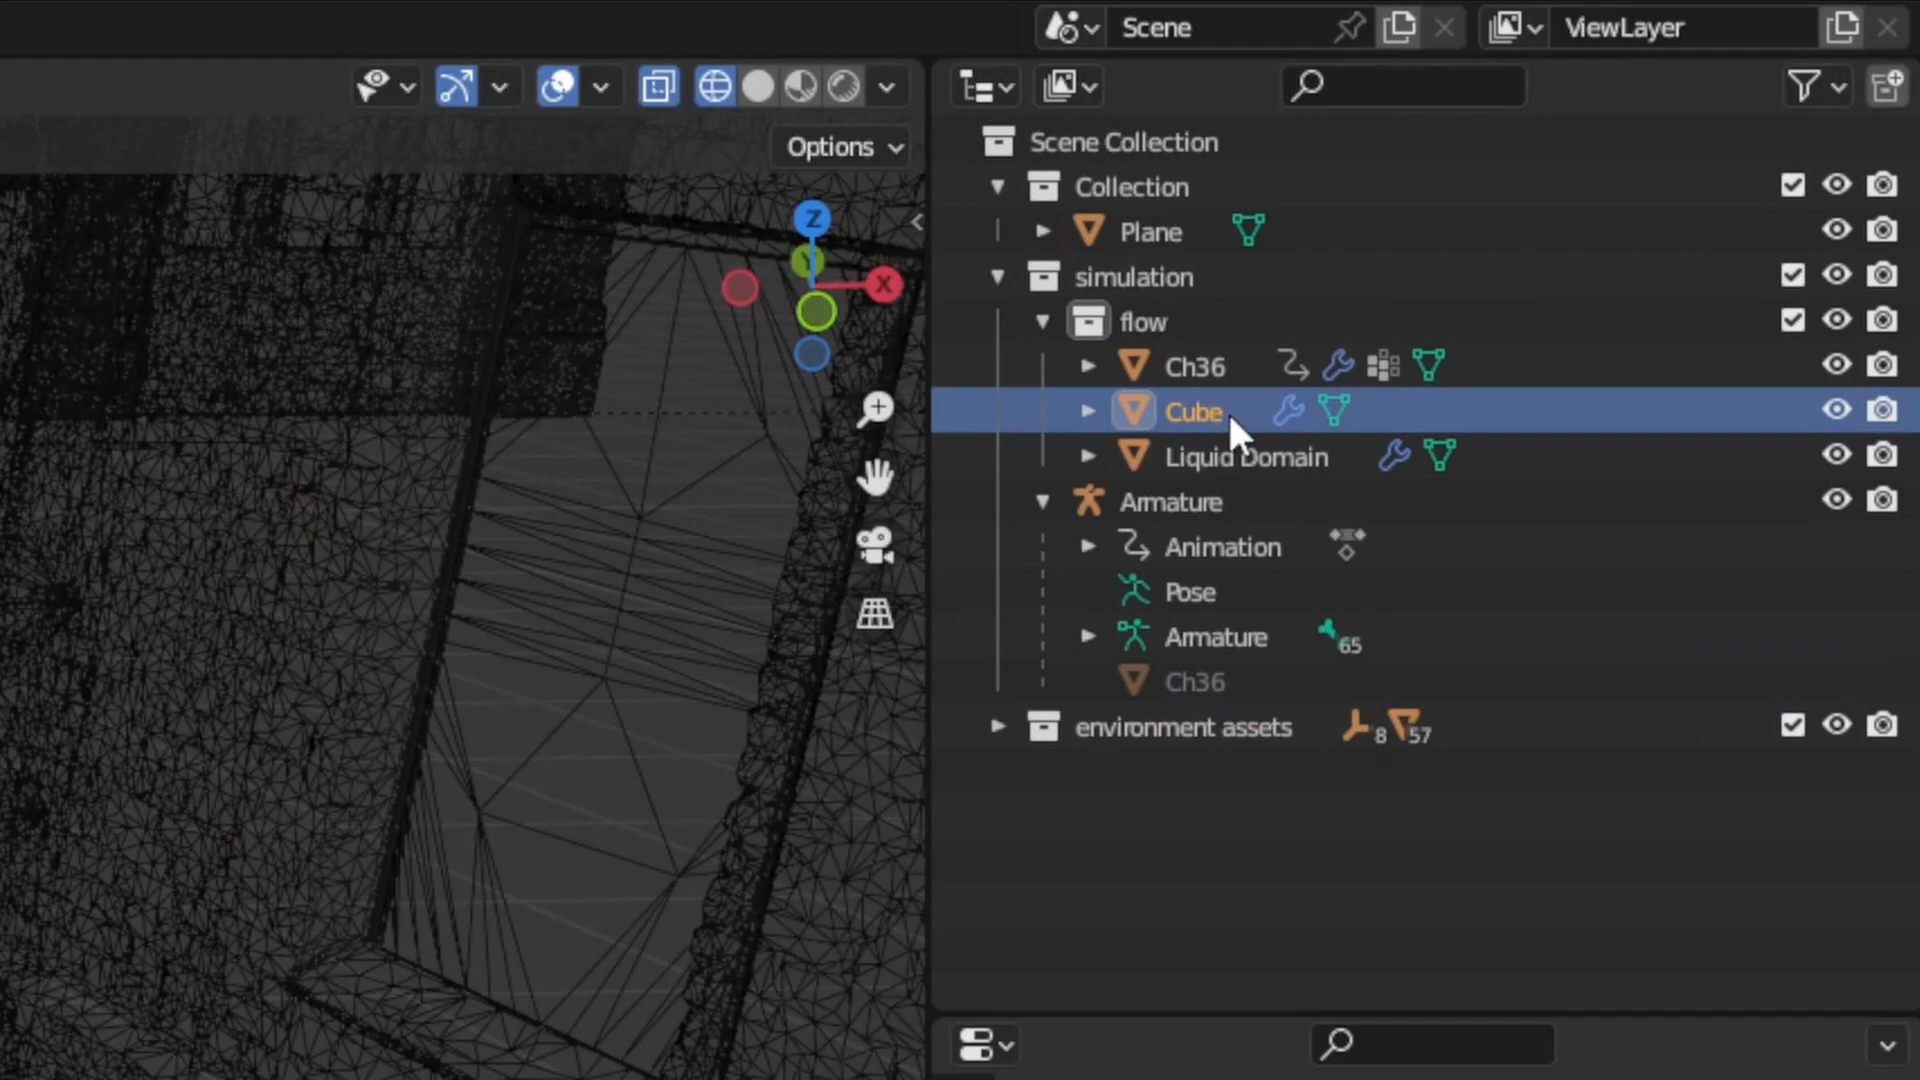 Scene
ViewLayer
Options
Z
Y
X
Scene Collection
Collection
Plane
simulation
flow
Ch36
Cube
Liquid Domain
Armature
Animation
Pose
Armature 65
Ch36
environment assets 8 57